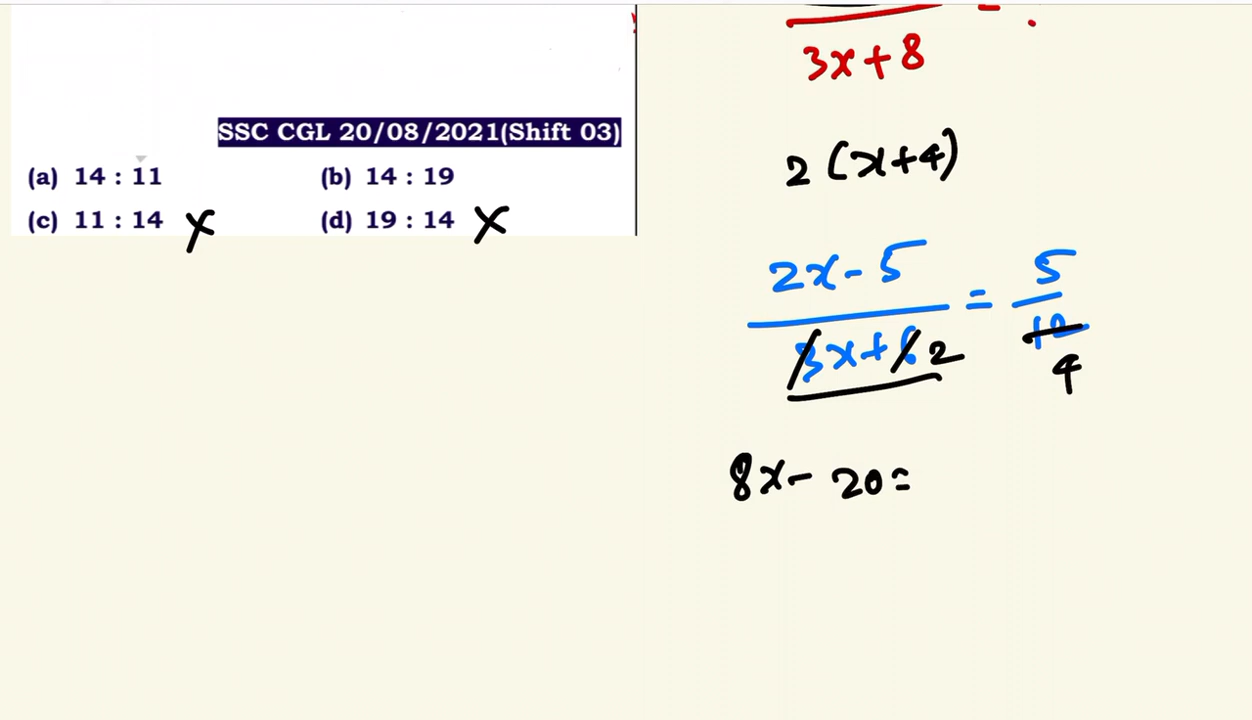 SSC CGL 20/08/2021(Shift 03)
(a) 14 : 11 (b) 14 : 19
(c) 11 : 14 X (d) 19 : 14 X
3x+8
2 (x+4)
2x-5 = 5
3x+6 2 12
4
8x- 20=